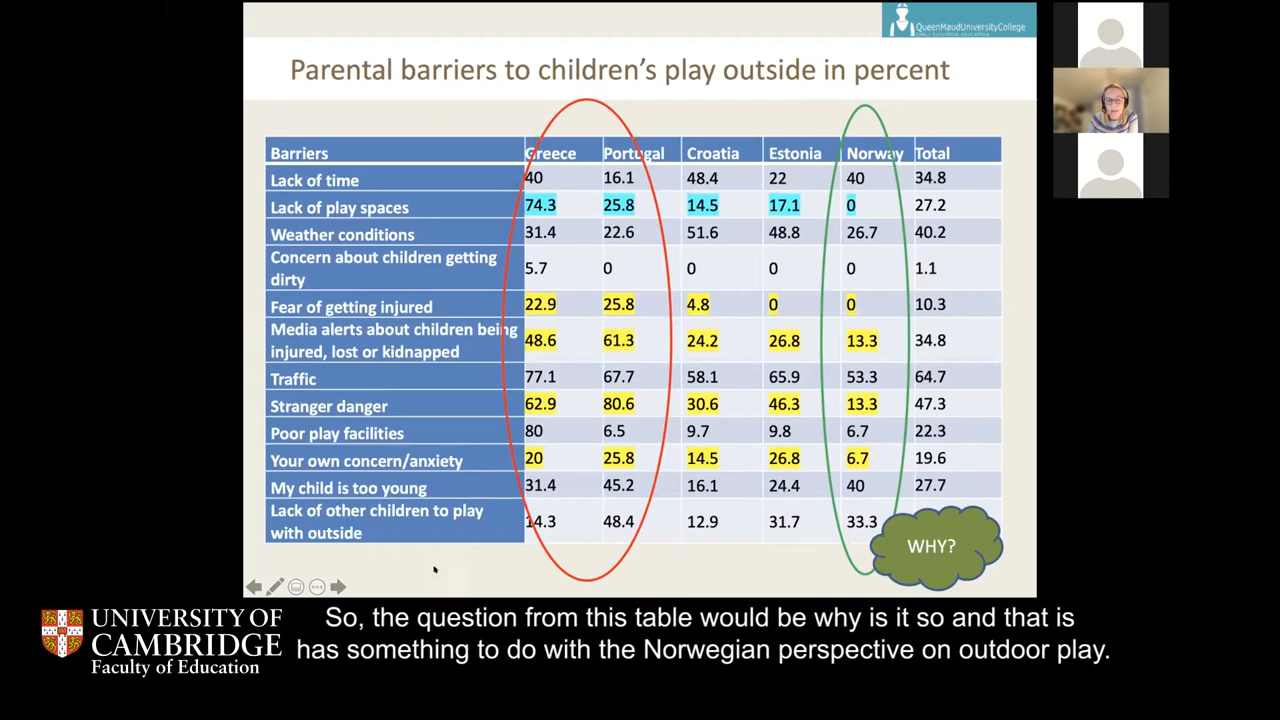 QueenMaudUniversityCollege
Parental barriers to children's play outside in percent
Barriers Greece Portugal Croatia Estonia Norway Total
Lack of time 40 16.1 48.4 22 40 34.8
Lack of play spaces 74.3 25.8 14.5 17.1 0 27.2
Weather conditions 31.4 22.6 51.6 48.8 26.7 40.2
Concern about children getting
dirty 5.7 0 0 0 0 1.1
Fear of getting injured 22.9 25.8 4.8 0 0 10.3
Media alerts about children being
injured, lost or kidnapped 48.6 61.3 24.2 26.8 13.3 34.8
Traffic 77.1 67.7 58.1 65.9 53.3 64.7
Stranger danger 62.9 80.6 30.6 46.3 13.3 47.3
Poor play facilities 80 6.5 9.7 9.8 6.7 22.3
Your own concern/anxiety 20 25.8 14.5 26.8 6.7 19.6
My child is too young 31.4 45.2 16.1 24.4 40 27.7
Lack of other children to play
with outside 14.3 48.4 12.9 31.7 33.3
WHY?
UNIVERSITY OF
CAMBRIDGE
Faculty of Education
So, the question from this table would be why is it so and that is
has something to do with the Norwegian perspective on outdoor play.